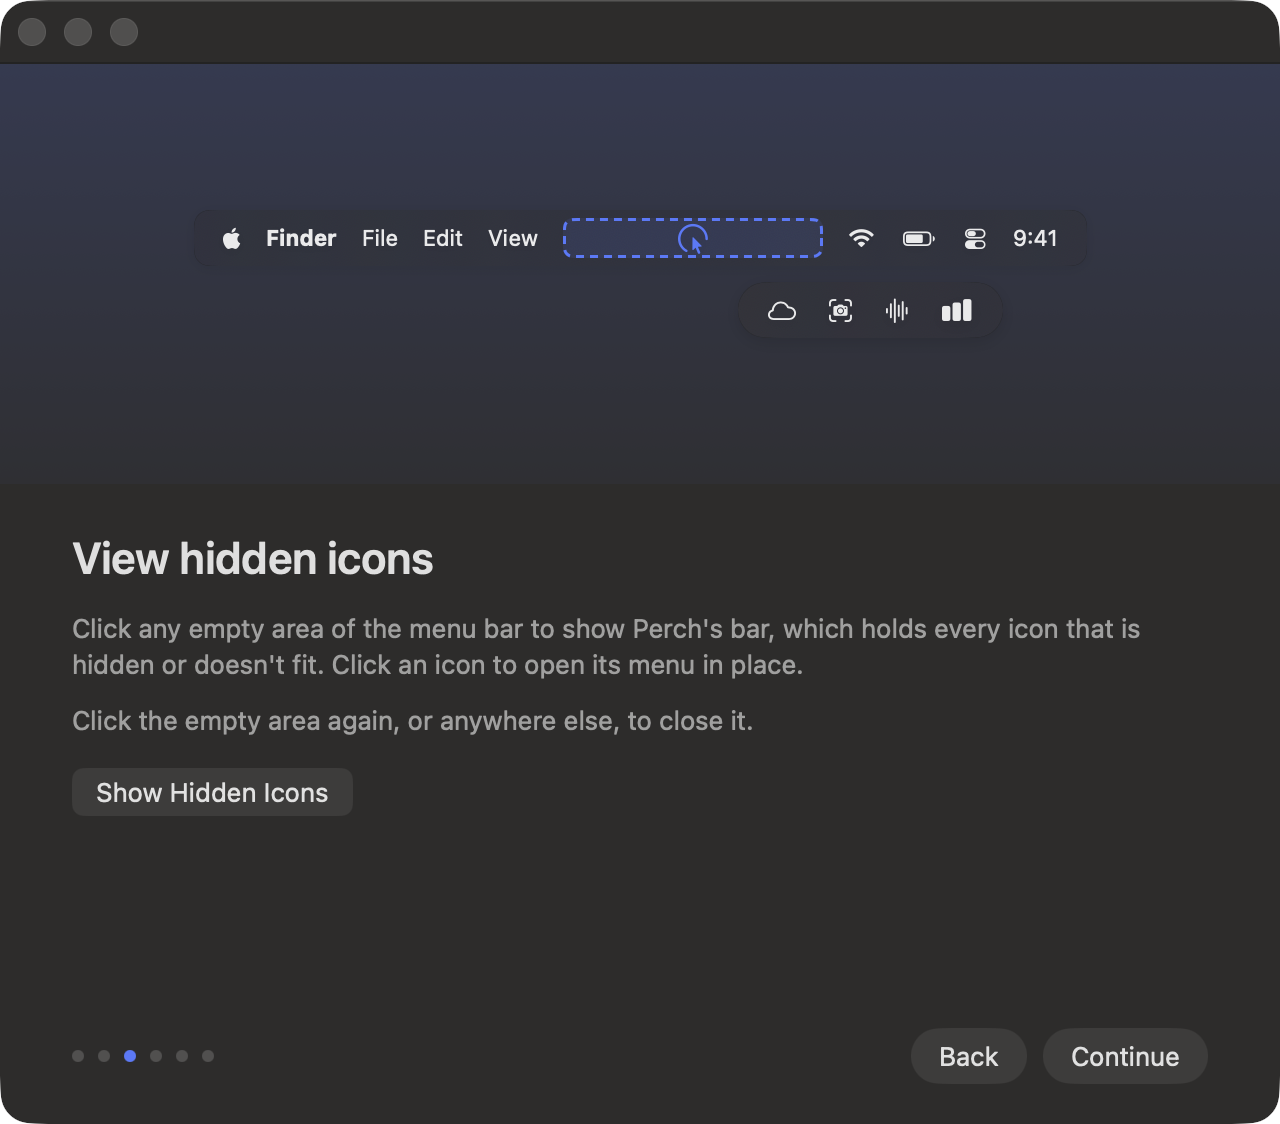 Finder File Edit View 9:41
View hidden icons
Click any empty area of the menu bar to show Perch's bar, which holds every icon that is
hidden or doesn't fit. Click an icon to open its menu in place.
Click the empty area again, or anywhere else, to close it.
Show Hidden Icons
Back Continue